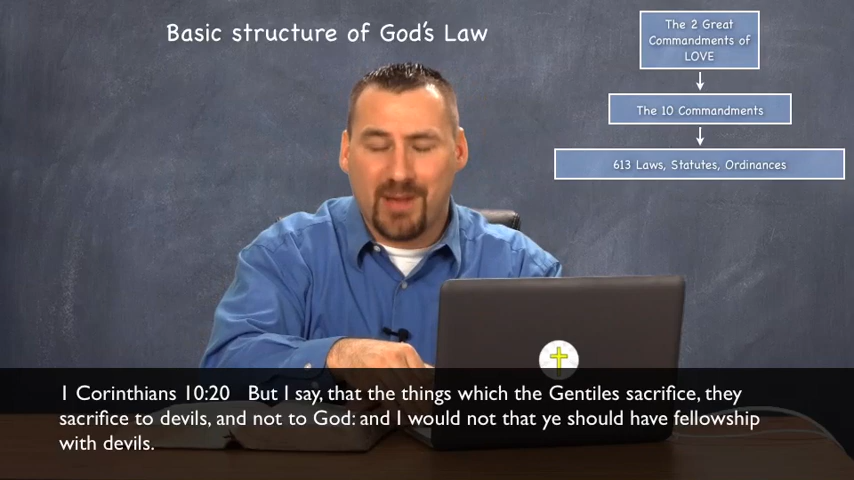 Basic structure of God's Law
The 2 Great
Commandments of
LOVE
The 10 Commandments
613 Laws, Statutes, Ordinances
1 Corinthians 10:20 But I say, that the things which the Gentiles sacrifice, they
sacrifice to devils, and not to God: and I would not that ye should have fellowship
with devils.